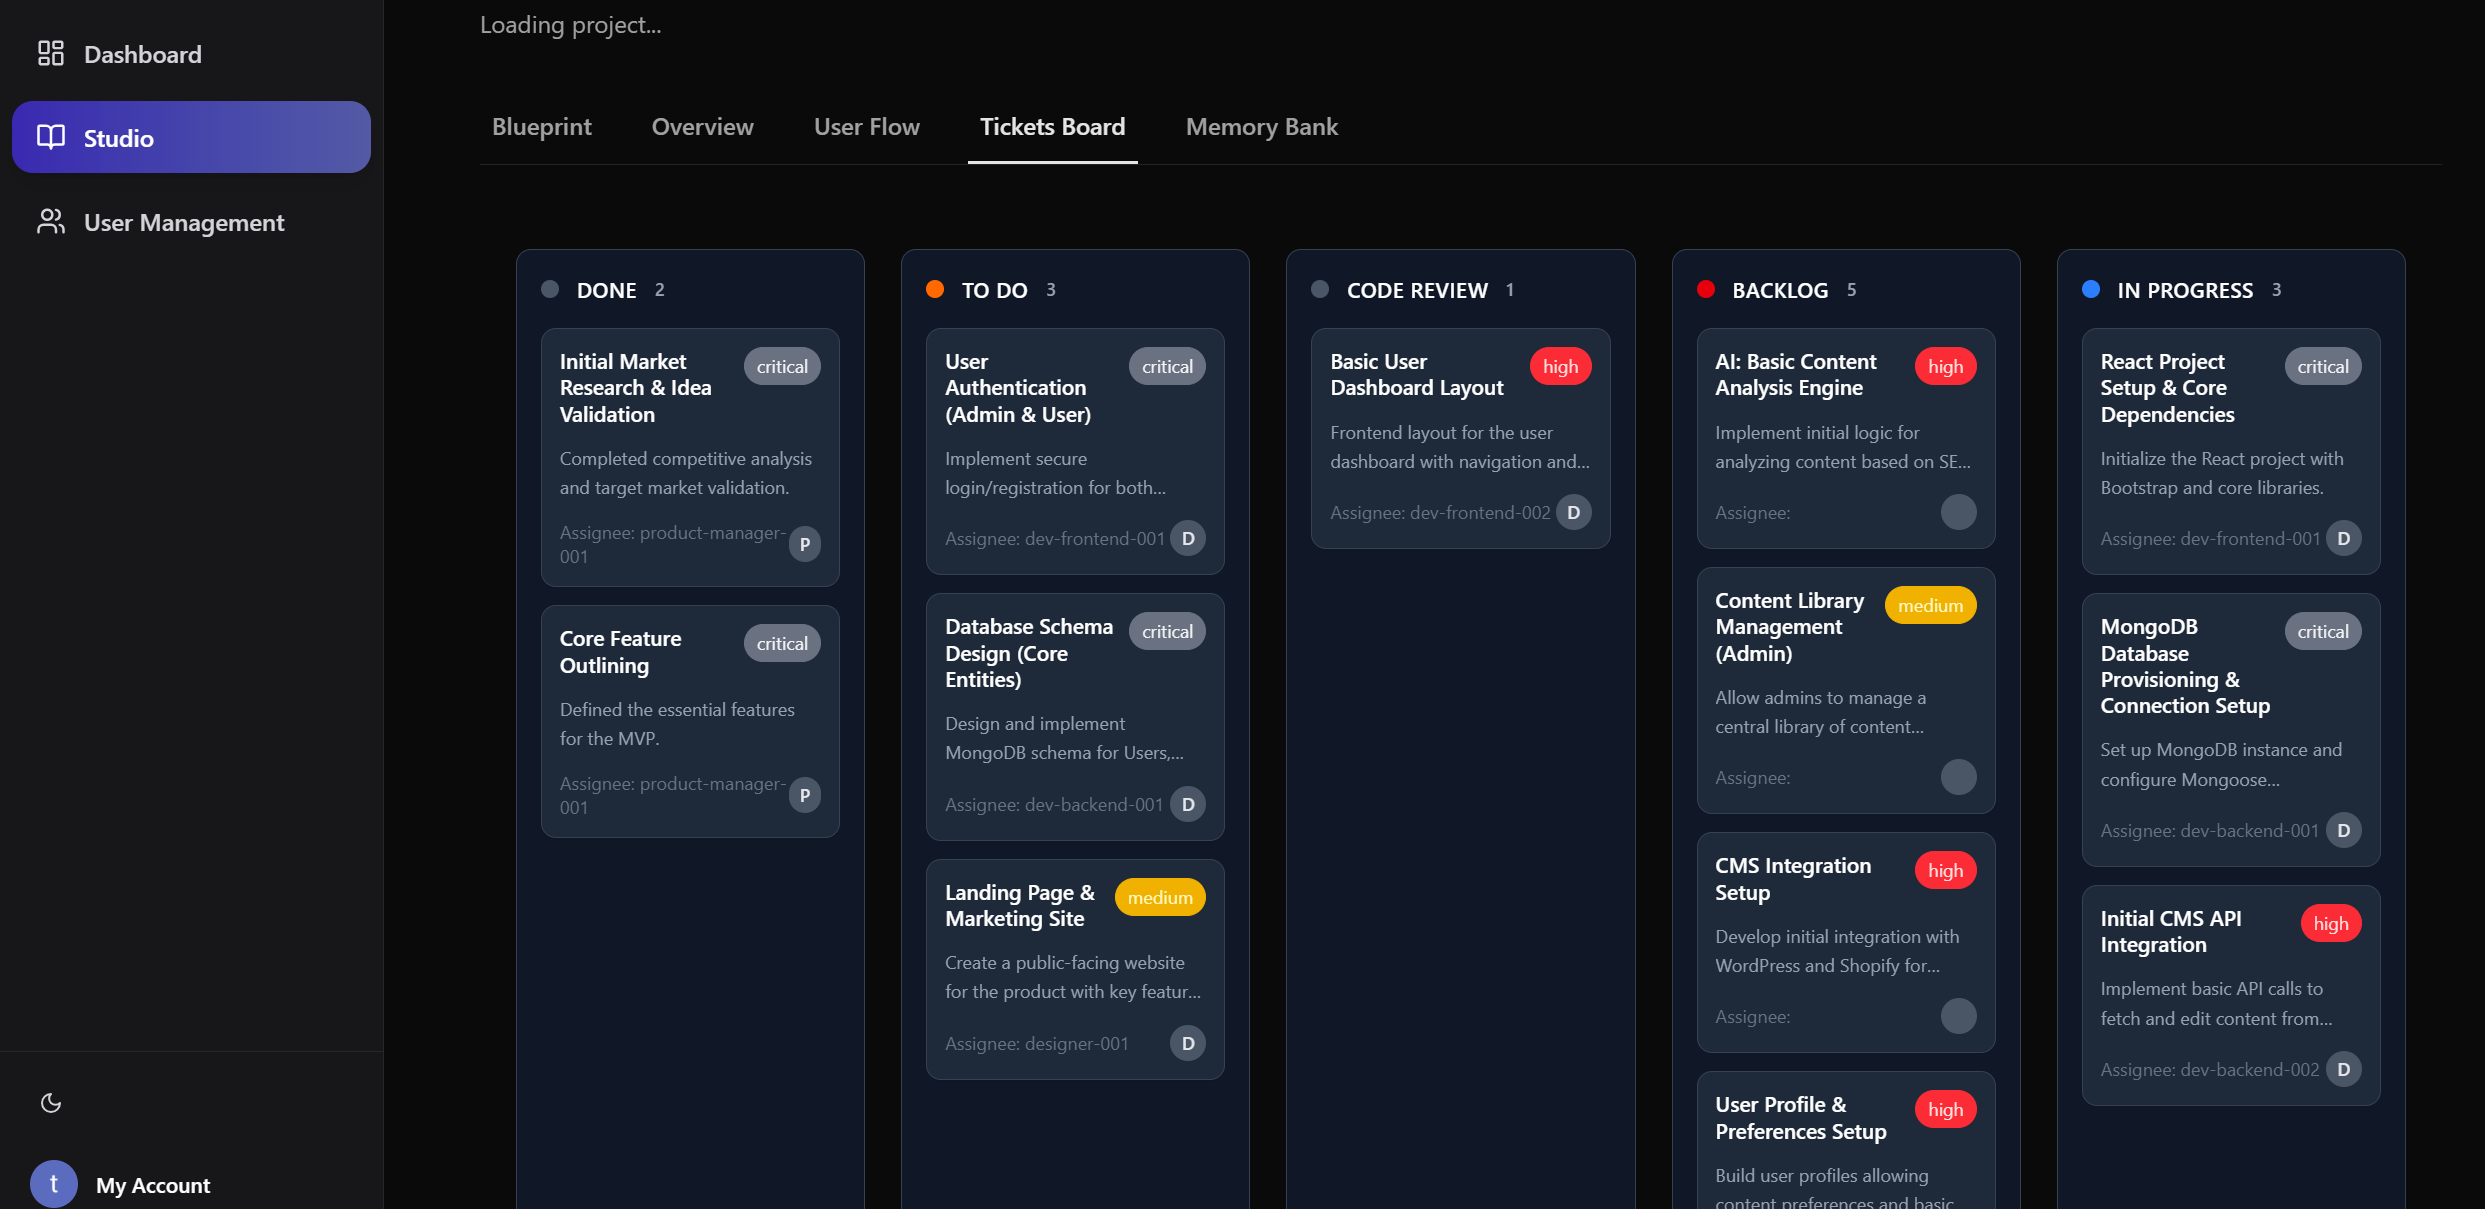 Dashboard
Studio
User Management
t
My Account
Loading project...
Blueprint
Overview
User Flow
Tickets Board
Memory Bank
DONE 2
Initial Market
Research & Idea
Validation
critical
Completed competitive analysis
and target market validation.
Assignee: product-manager-
001
P
Core Feature
Outlining
critical
Defined the essential features
for the MVP.
Assignee: product-manager-
001
P
TO DO 3
User
Authentication
(Admin & User)
critical
Implement secure
login/registration for both...
Assignee: dev-frontend-001
D
Database Schema
Design (Core
Entities)
critical
Design and implement
MongoDB schema for Users,...
Assignee: dev-backend-001
D
Landing Page &
Marketing Site
medium
Create a public-facing website
for the product with key featur...
Assignee: designer-001
D
CODE REVIEW 1
Basic User
Dashboard Layout
high
Frontend layout for the user
dashboard with navigation and...
Assignee: dev-frontend-002
D
BACKLOG 5
AI: Basic Content
Analysis Engine
high
Implement initial logic for
analyzing content based on SE...
Assignee:
Content Library
Management
(Admin)
medium
Allow admins to manage a
central library of content...
Assignee:
CMS Integration
Setup
high
Develop initial integration with
WordPress and Shopify for...
Assignee:
User Profile &
Preferences Setup
high
Build user profiles allowing
content preferences and basic
IN PROGRESS 3
React Project
Setup & Core
Dependencies
critical
Initialize the React project with
Bootstrap and core libraries.
Assignee: dev-frontend-001
D
MongoDB
Database
Provisioning &
Connection Setup
critical
Set up MongoDB instance and
configure Mongoose...
Assignee: dev-backend-001
D
Initial CMS API
Integration
high
Implement basic API calls to
fetch and edit content from...
Assignee: dev-backend-002
D